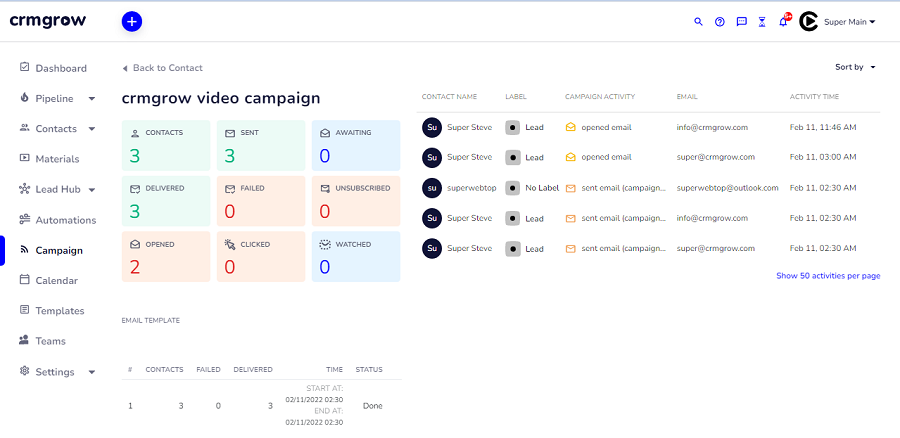 crmgrow
5+
Super Main
Dashboard
Pipeline
Contacts
Materials
Lead Hub
Automations
Campaign
Calendar
Templates
Teams
Settings
Back to Contact
Sort by
crmgrow video campaign
CONTACTS
3
SENT
3
AWAITING
0
DELIVERED
3
FAILED
0
UNSUBSCRIBED
0
OPENED
2
CLICKED
0
WATCHED
0
CONTACT NAME LABEL CAMPAIGN ACTIVITY EMAIL ACTIVITY TIME
Su Super Steve Lead opened email info@crmgrow.com Feb 11, 11:46 AM
Su Super Steve Lead opened email super@crmgrow.com Feb 11, 03:00 AM
su superwebtop No Label sent email (campaign... superwebtop@outlook.com Feb 11, 02:30 AM
Su Super Steve Lead sent email (campaign... info@crmgrow.com Feb 11, 02:30 AM
Su Super Steve Lead sent email (campaign... super@crmgrow.com Feb 11, 02:30 AM
Show 50 activities per page
EMAIL TEMPLATE
# CONTACTS FAILED DELIVERED TIME STATUS
START AT:
02/11/2022 02:30
1 3 0 3 Done
END AT:
02/11/2022 02:30